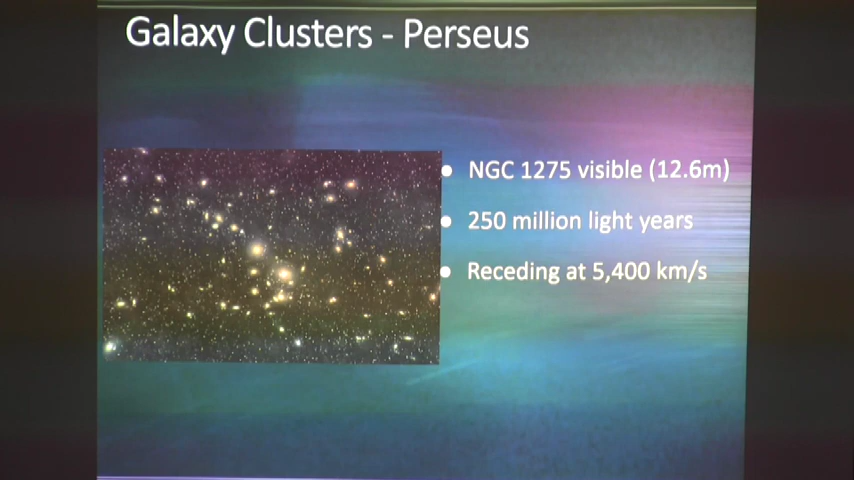 Galaxy Clusters - Perseus
NGC 1275 visible (12.6m)
250 million light years
Receding at 5,400 km/s